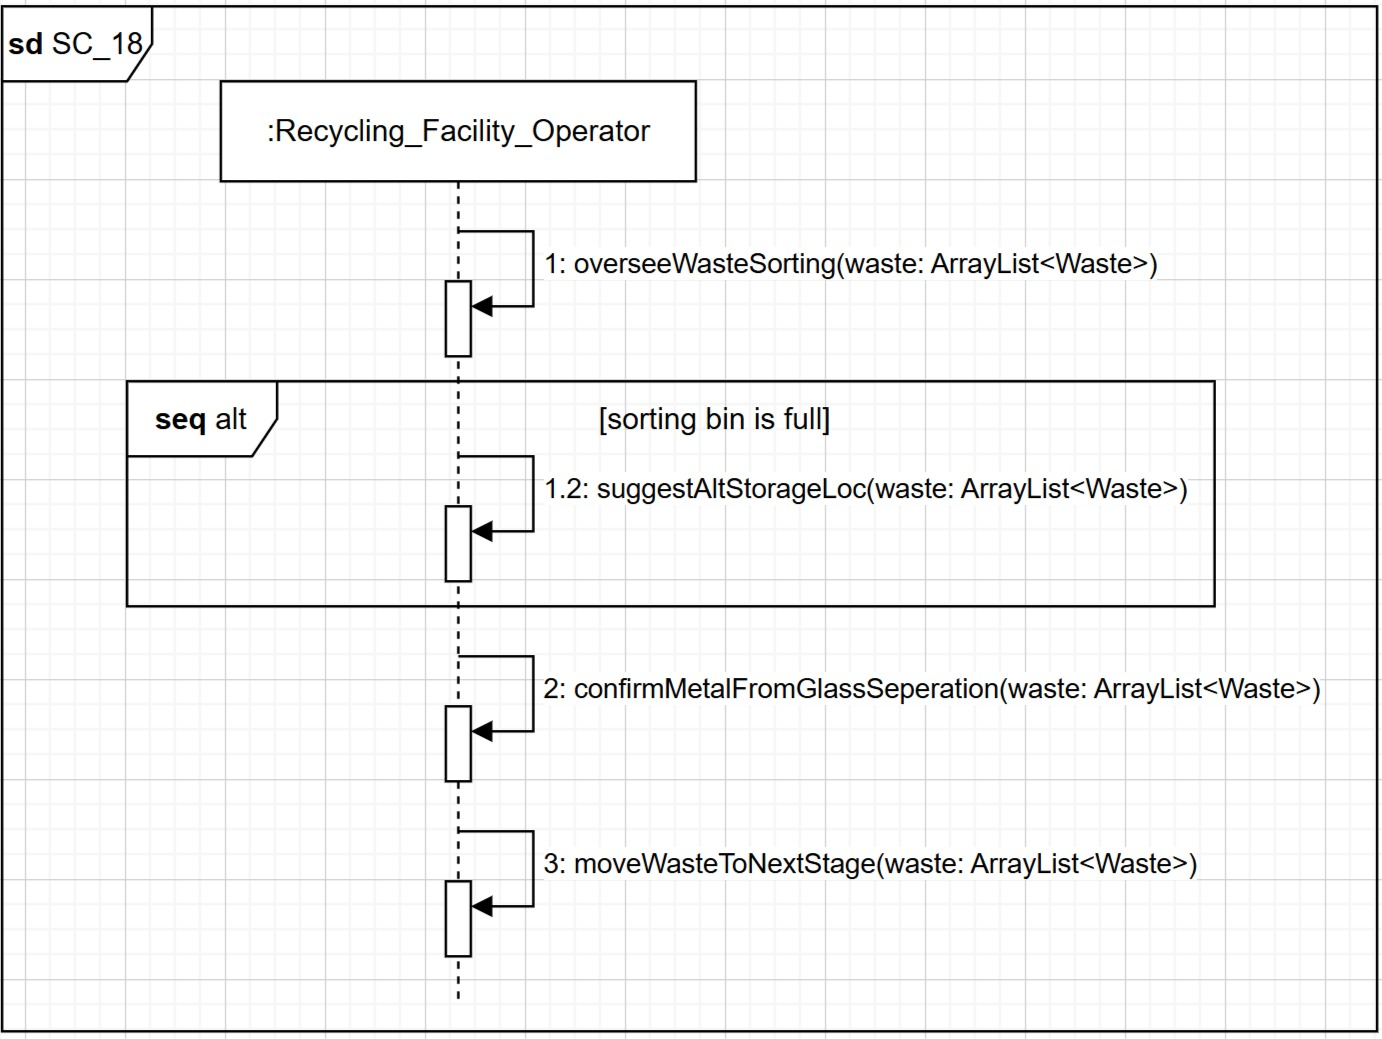 sd SC_18
:Recycling_Facility_Operator
1: overseeWasteSorting(waste: ArrayList<Waste>)
seq alt
[sorting bin is full]
1.2: suggestAltStorageLoc(waste: ArrayList<Waste>)
2: confirmMetalFromGlassSeperation(waste: ArrayList<Waste>)
3: moveWasteToNextStage(waste: ArrayList<Waste>)